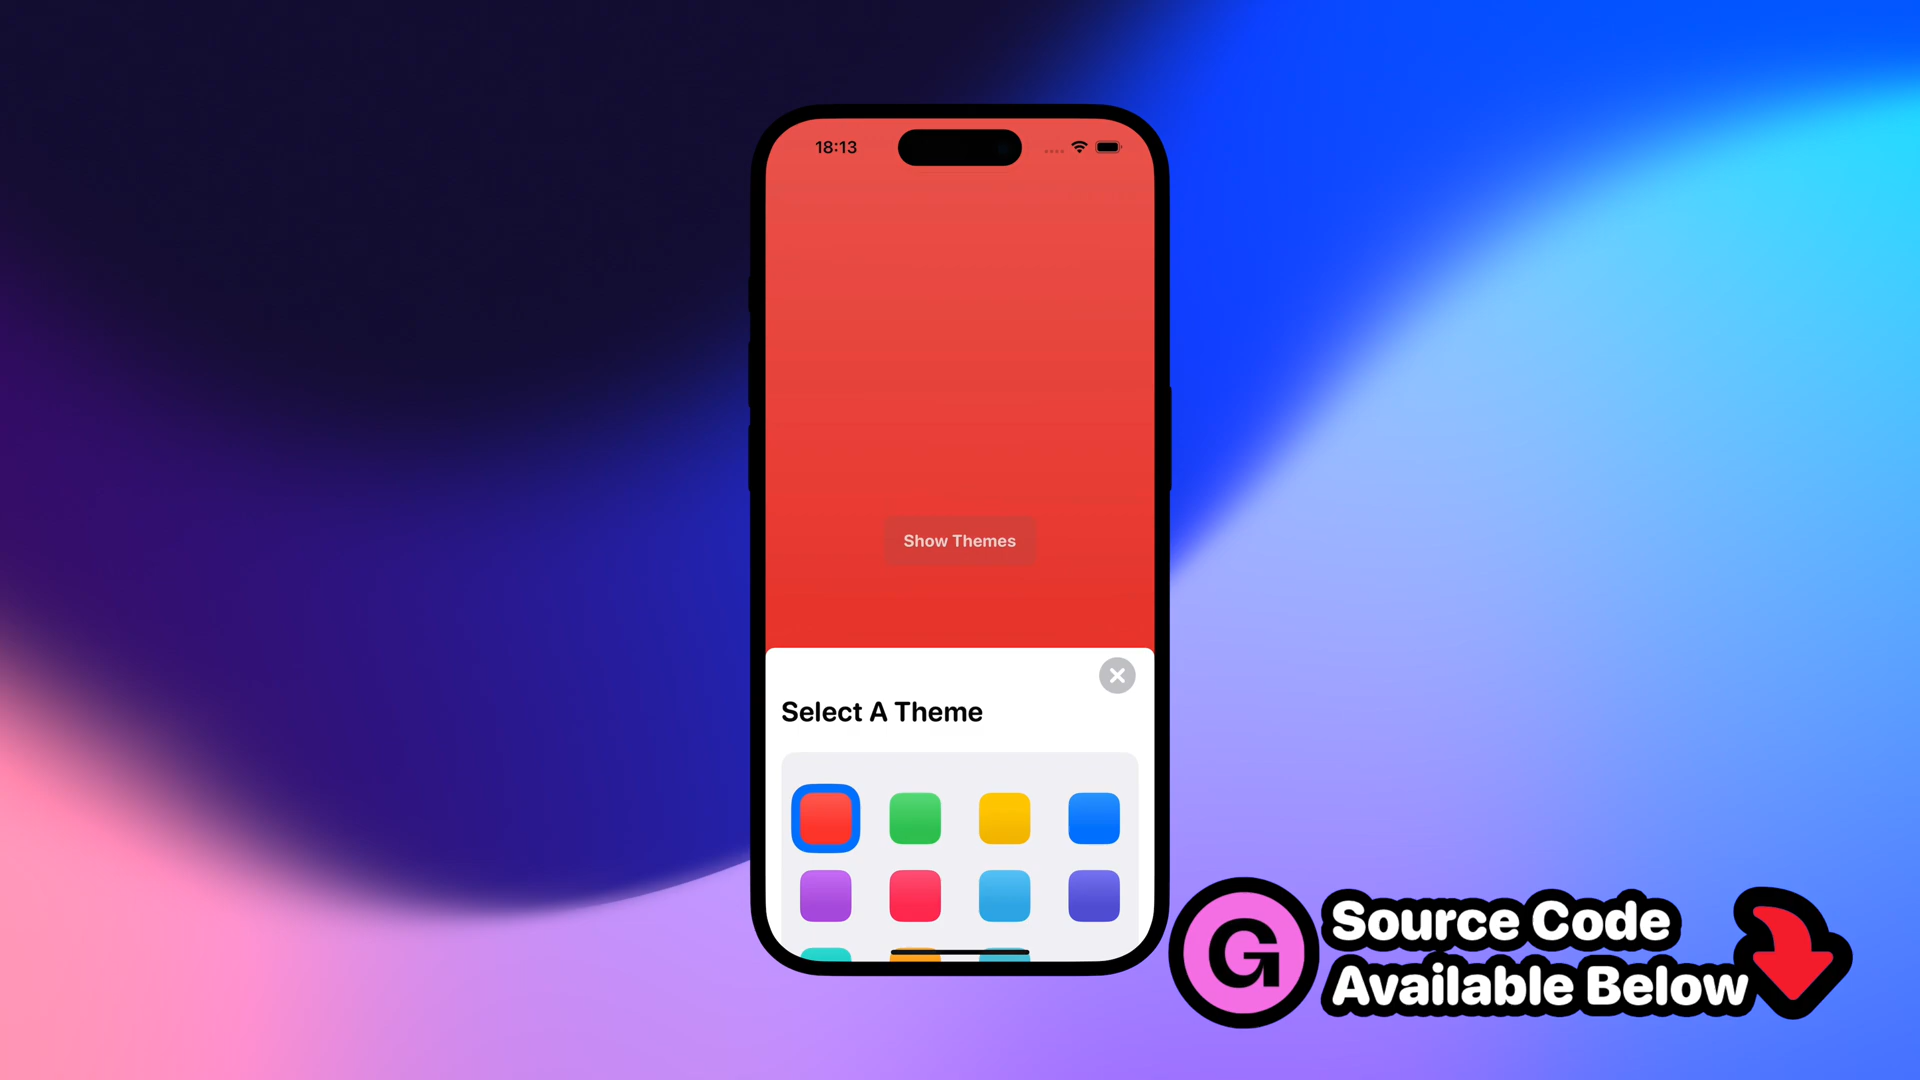 18:13
Show Themes
Select A Theme
G
Source Code
Available Below